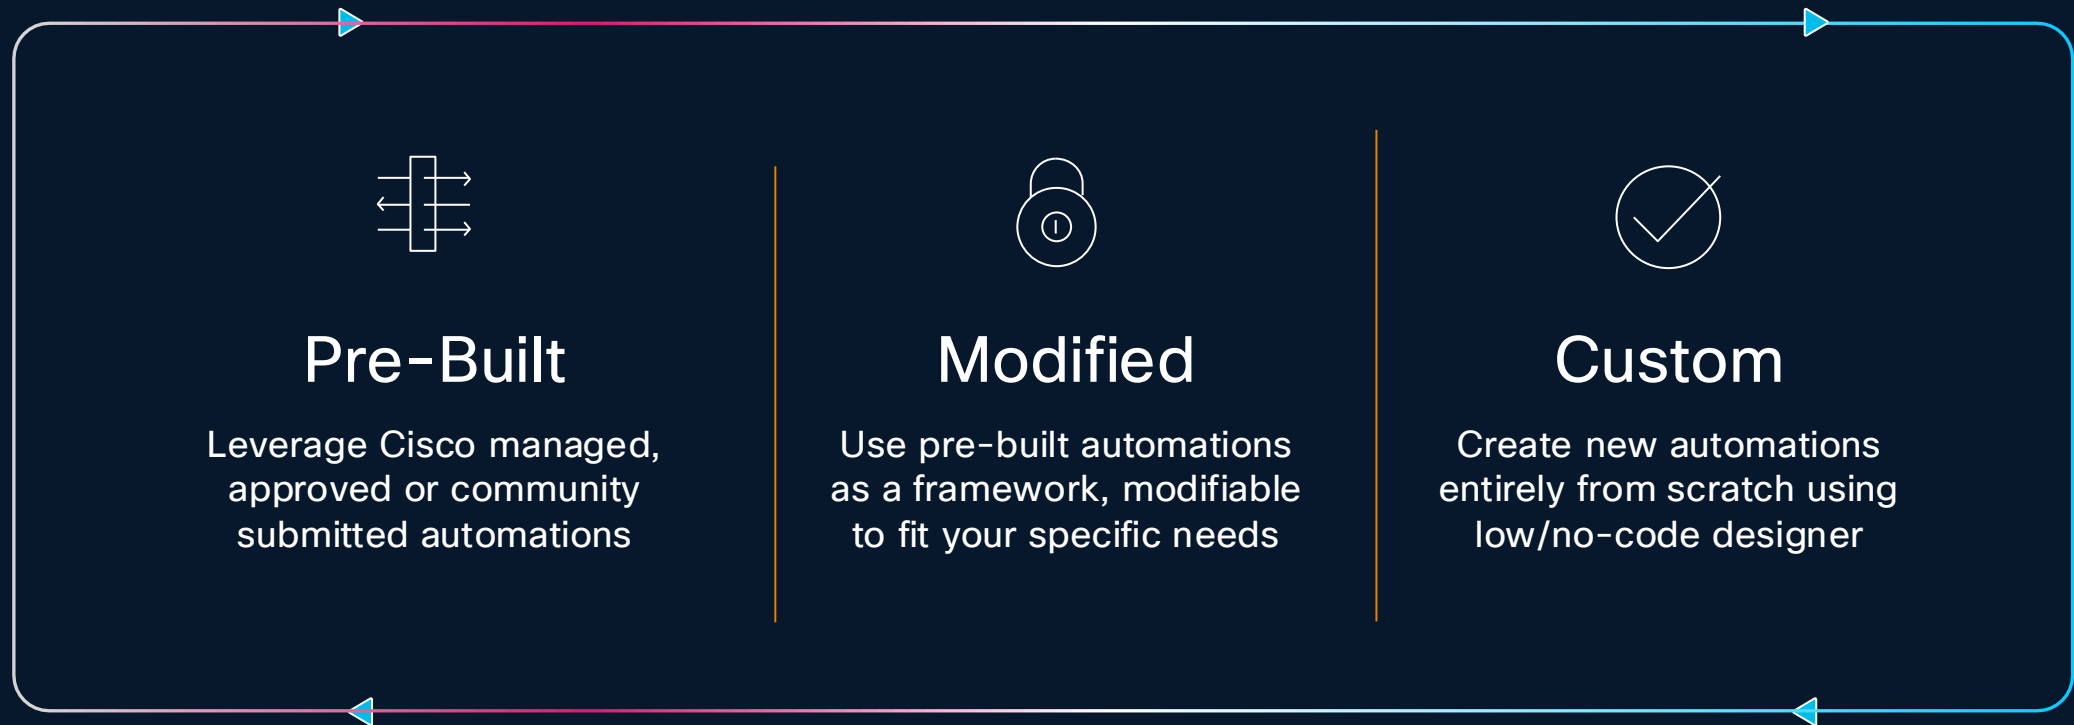 Pre-Built
Leverage Cisco managed,
approved or community
submitted automations
Modified
Use pre-built automations
as a framework, modifiable
to fit your specific needs
Custom
Create new automations
entirely from scratch using
low/no-code designer